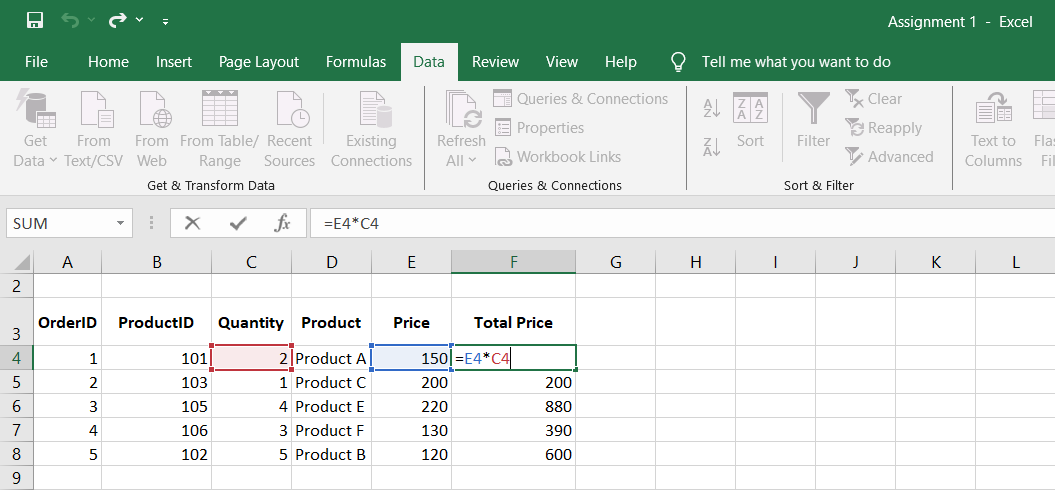 Assignment 1 - Excel
File Home Insert Page Layout Formulas Data Review View Help Tell me what you want to do
Get Data
From Text/CSV
From Web
From Table/ Range
Recent Sources
Existing Connections
Get & Transform Data
Refresh All
Queries & Connections
Properties
Workbook Links
Queries & Connections
Sort
Filter
Clear
Reapply
Advanced
Sort & Filter
Text to Columns
SUM fx =E4*C4
A B C D E F G H I J K L
2
3 OrderID ProductID Quantity Product Price Total Price
4 1 101 2 Product A 150 =E4*C4
5 2 103 1 Product C 200 200
6 3 105 4 Product E 220 880
7 4 106 3 Product F 130 390
8 5 102 5 Product B 120 600
9